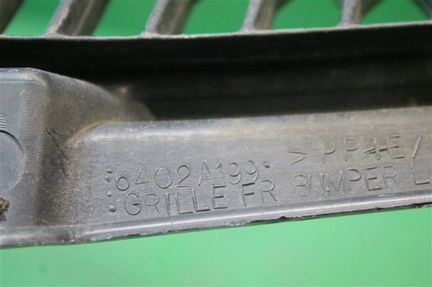 :6402A199: >PP+E/
:GRILLE FR BUMPER L